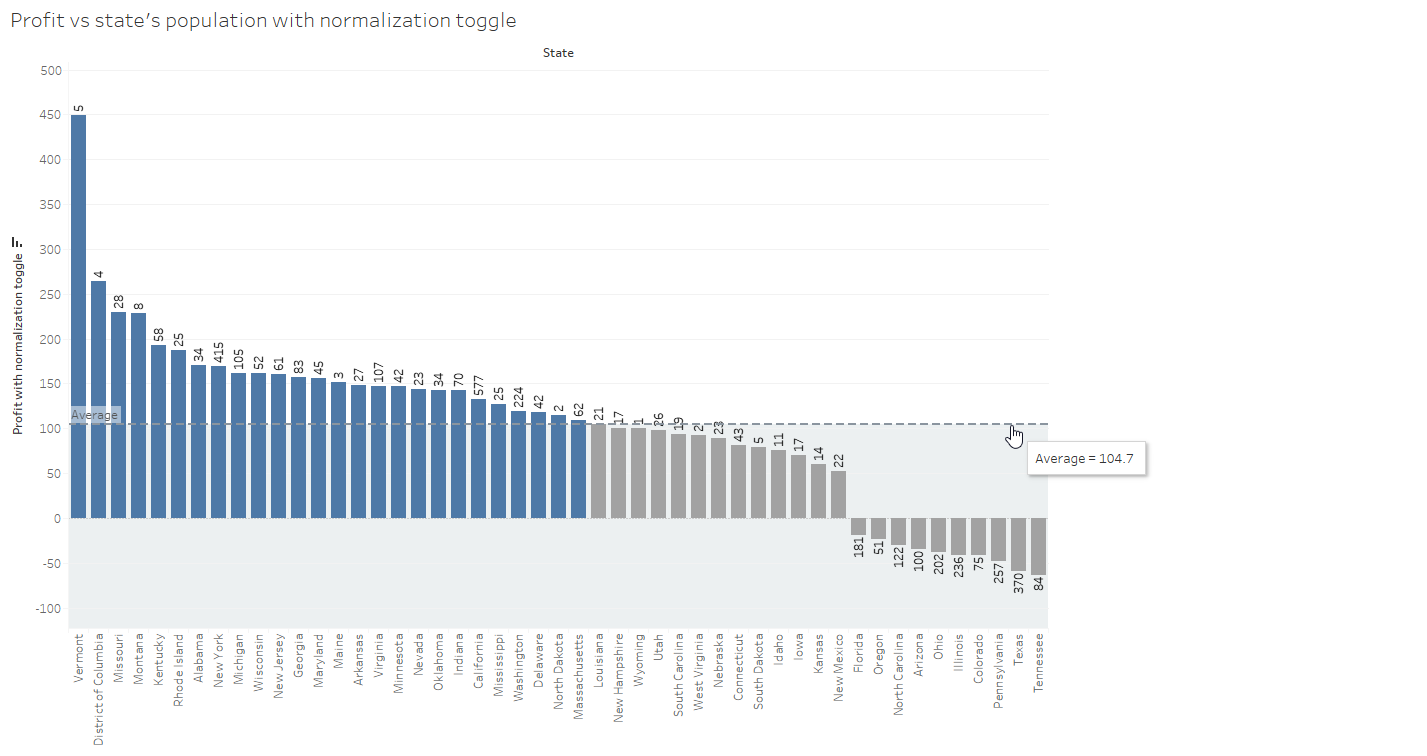 Profit vs state's population with normalization toggle
State
Profit with normalization toggle
500
450
400
350
300
250
200
150
100
50
0
-50
-100
Average
5
4
28
8
58
25
34
415
105
52
61
83
45
3
27
107
42
23
34
70
577
25
224
42
2
62
21
17
1
26
19
2
23
43
5
11
17
14
22
181
51
122
100
202
236
75
257
370
84
Average = 104.7
Vermont
District of Columbia
Missouri
Montana
Kentucky
Rhode Island
Alabama
New York
Michigan
Wisconsin
New Jersey
Georgia
Maryland
Maine
Arkansas
Virginia
Minnesota
Nevada
Oklahoma
Indiana
California
Mississippi
Washington
Delaware
North Dakota
Massachusetts
Louisiana
New Hampshire
Wyoming
Utah
South Carolina
West Virginia
Nebraska
Connecticut
South Dakota
Idaho
Iowa
Kansas
New Mexico
Florida
Oregon
North Carolina
Arizona
Ohio
Illinois
Colorado
Pennsylvania
Texas
Tennessee